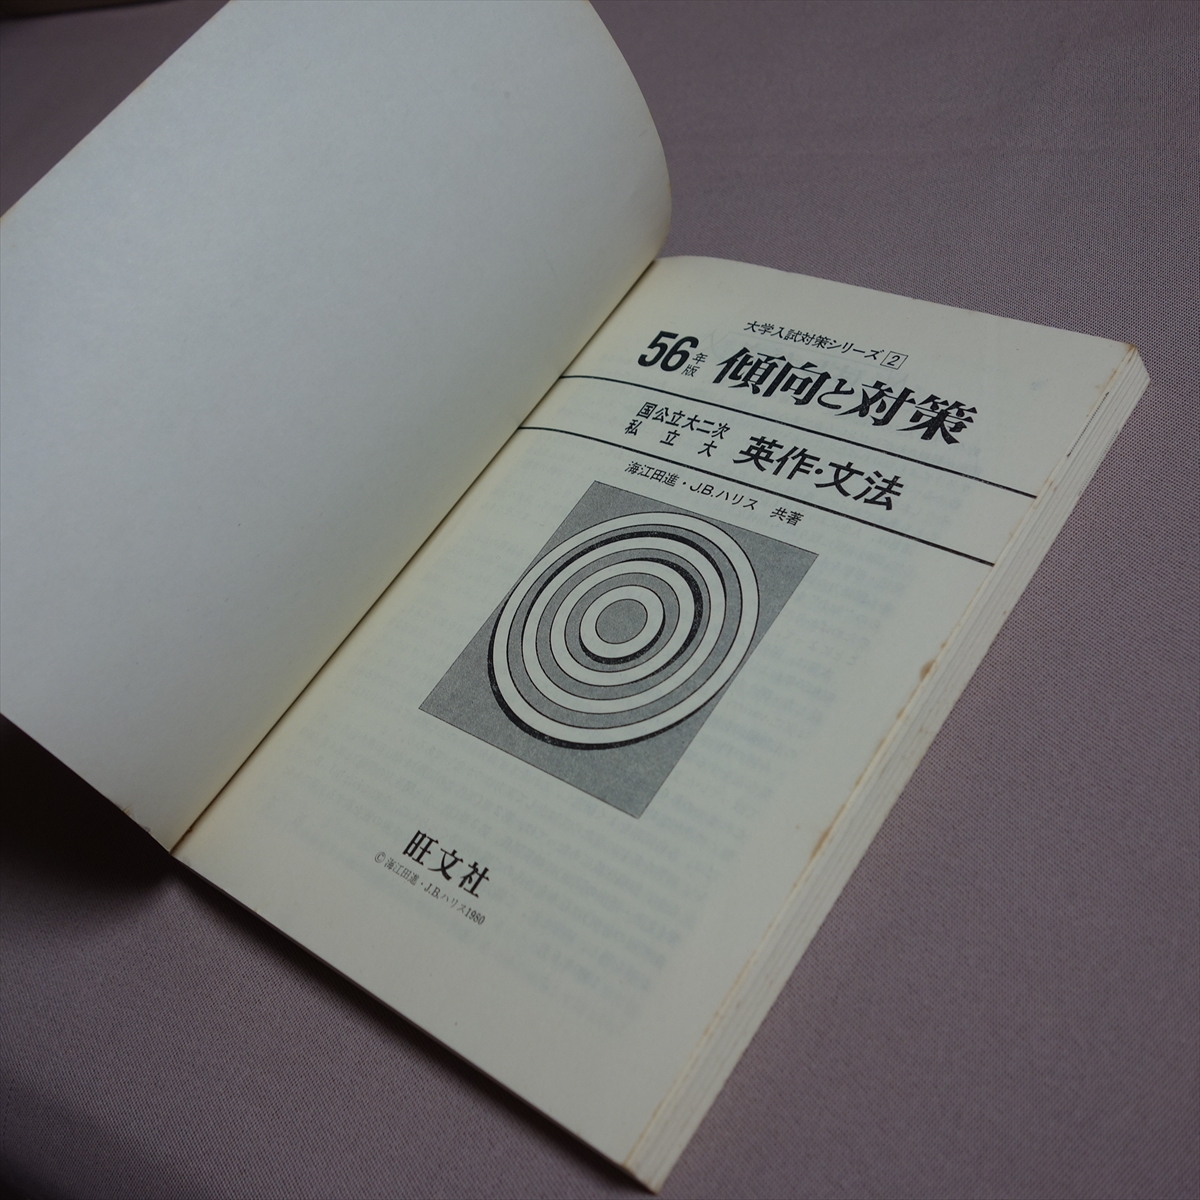 大学入試対策シリーズ 2
56年版 傾向と対策
国公立大二次
私立大
英作・文法
海江田進・J.B.ハリス 共著
旺文社
© 海江田進・J.B.ハリス1980